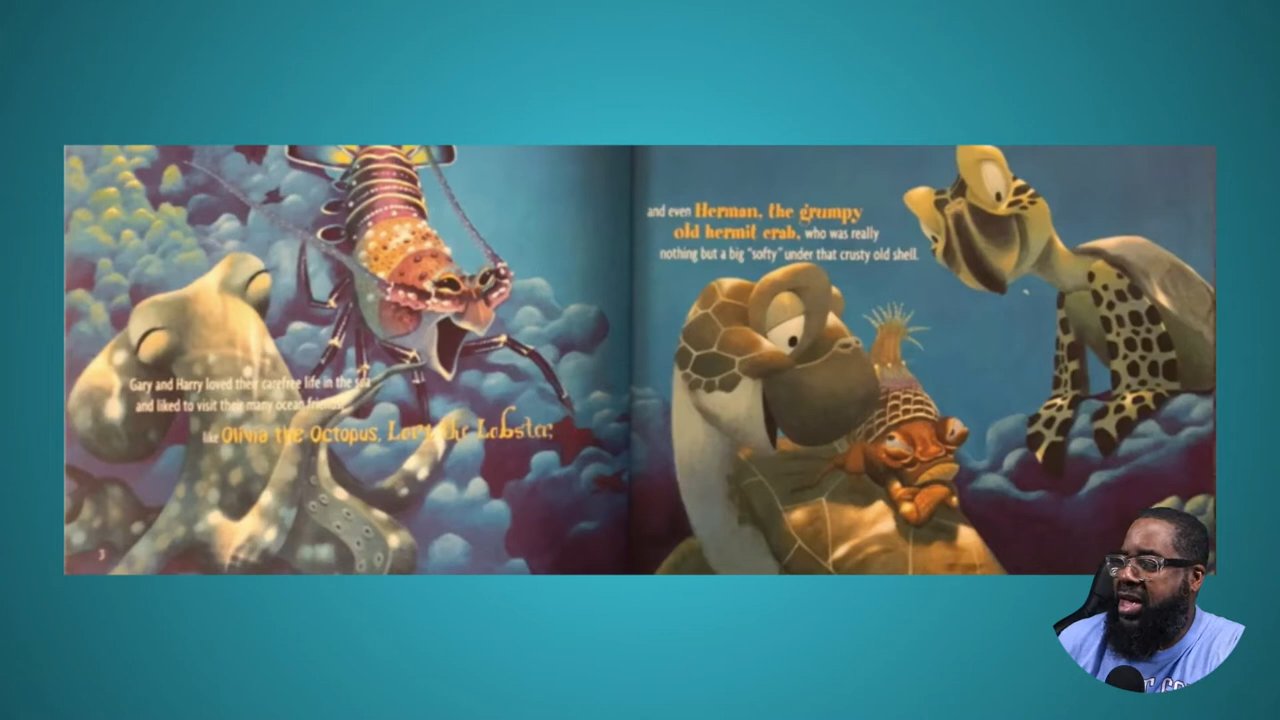 Gary and Harry loved their carefree life in the sea
and liked to visit their many ocean friends,
like Olivia the Octopus, Larry the Lobster,
3
and even Herman, the grumpy
old hermit crab, who was really
nothing but a big "softy" under that crusty old shell.